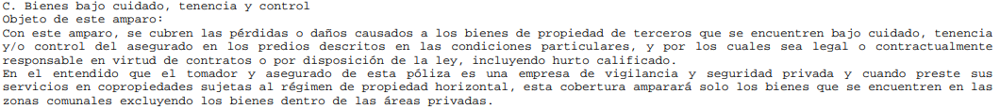 C. Bienes bajo cuidado, tenencia y control
Objeto de este amparo:
Con este amparo, se cubren las pérdidas o daños causados a los bienes de propiedad de terceros que se encuentren bajo cuidado, tenencia
y/o control del asegurado en los predios descritos en las condiciones particulares, y por los cuales sea legal o contractualmente
responsable en virtud de contratos o por disposición de la ley, incluyendo hurto calificado.
En el entendido que el tomador y asegurado de esta póliza es una empresa de vigilancia y seguridad privada y cuando preste sus
servicios en copropiedades sujetas al régimen de propiedad horizontal, esta cobertura amparará solo los bienes que se encuentren en las
zonas comunales excluyendo los bienes dentro de las áreas privadas.